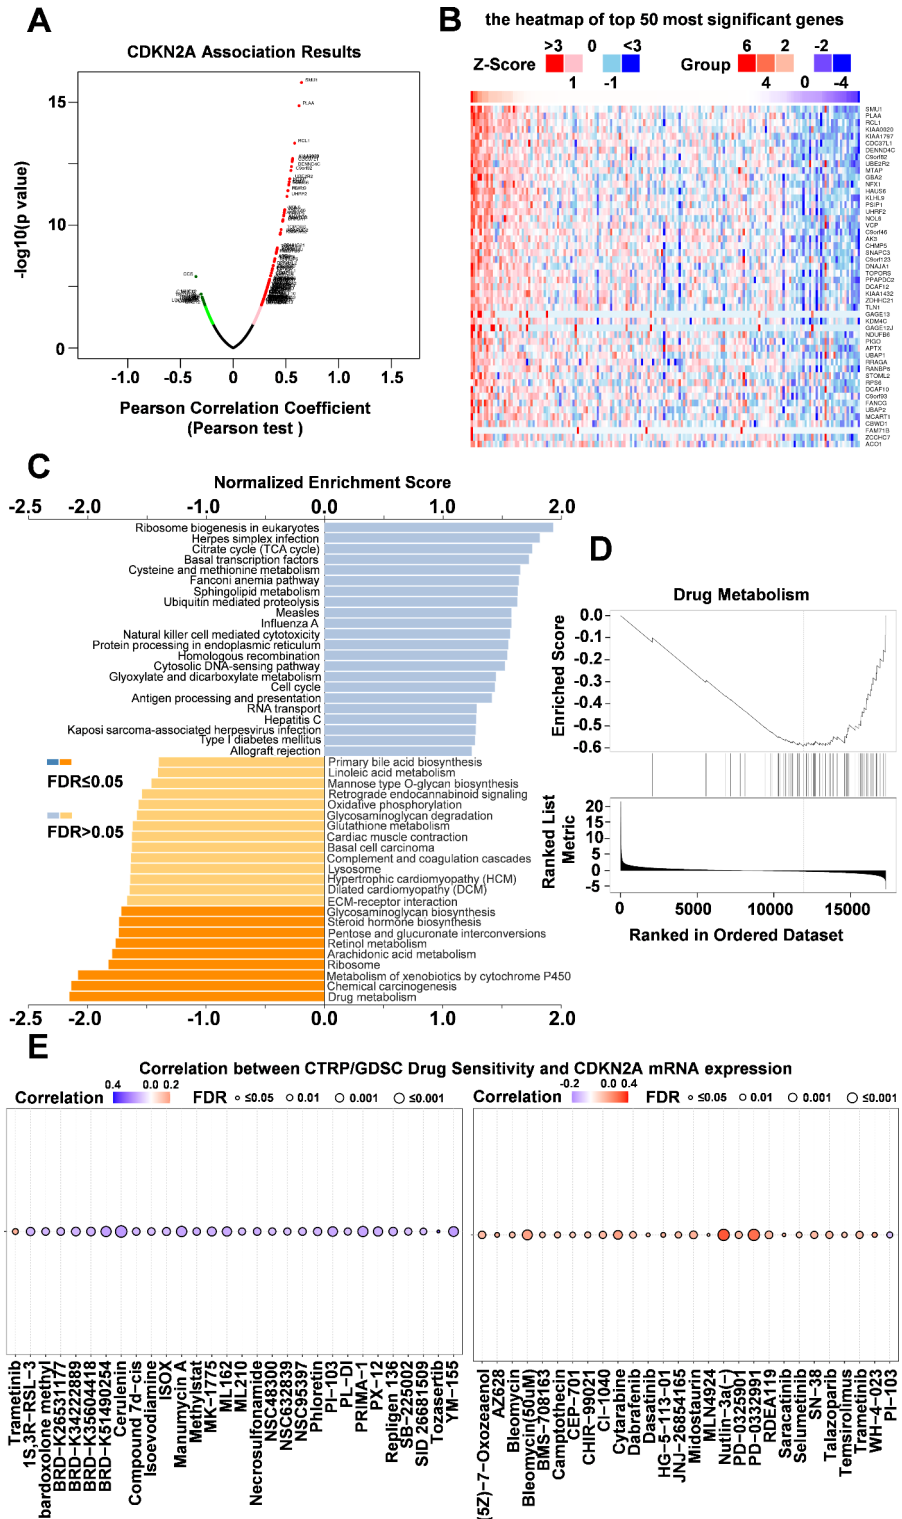 A
CDKN2A Association Results
-log10(p value)
15
10
5
0
SMU1
PLAA
RCL1
DENND4C
C9orf82
UBE2R2
UHRF2
-1.0 -0.5 0 0.5 1.0 1.5
Pearson Correlation Coefficient
(Pearson test )
B
the heatmap of top 50 most significant genes
Z-Score >3 0 <3
1 -1
Group 6 2 -2
4 0 -4
SMU1
PLAA
RCL1
KIAA0020
KIAA1797
CDC37L1
DENND4C
C9orf82
UBE2R2
MTAP
GBA2
NFX1
HAUS6
KLHL9
PSIP1
UHRF2
NOL6
VCP
C9orf46
AK3
CHMP5
SNAPC3
C9orf123
DNAJA1
TOPORS
PPAPDC2
DCAF12
KIAA1432
ZDHHC21
TLN1
GAGE13
KDM4C
GAGE12J
NDUFB6
PIGO
APTX
UBAP1
RRAGA
RANBP6
STOML2
RPS6
DCAF10
C9orf93
FANCG
UBAP2
MCART1
CBWD1
FAM71B
ZCCHC7
ACO1
C
Normalized Enrichment Score
-2.5 -2.0 -1.0 0.0 1.0 2.0
Ribosome biogenesis in eukaryotes
Herpes simplex infection
Citrate cycle (TCA cycle)
Basal transcription factors
Cysteine and methionine metabolism
Fanconi anemia pathway
Sphingolipid metabolism
Ubiquitin mediated proteolysis
Measles
Influenza A
Natural killer cell mediated cytotoxicity
Protein processing in endoplasmic reticulum
Homologous recombination
Cytosolic DNA-sensing pathway
Glyoxylate and dicarboxylate metabolism
Cell cycle
Antigen processing and presentation
RNA transport
Hepatitis C
Kaposi sarcoma-associated herpesvirus infection
Type I diabetes mellitus
Allograft rejection
FDR≤0.05
FDR>0.05
Primary bile acid biosynthesis
Linoleic acid metabolism
Mannose type O-glycan biosynthesis
Retrograde endocannabinoid signaling
Oxidative phosphorylation
Glycosaminoglycan degradation
Glutathione metabolism
Cardiac muscle contraction
Basal cell carcinoma
Complement and coagulation cascades
Lysosome
Hypertrophic cardiomyopathy (HCM)
Dilated cardiomyopathy (DCM)
ECM-receptor interaction
Glycosaminoglycan biosynthesis
Steroid hormone biosynthesis
Pentose and glucuronate interconversions
Retinol metabolism
Arachidonic acid metabolism
Ribosome
Metabolism of xenobiotics by cytochrome P450
Chemical carcinogenesis
Drug metabolism
-2.5 -2.0 -1.0 0.0 1.0 2.0
D
Drug Metabolism
Enriched Score
0.0
-0.1
-0.2
-0.3
-0.4
-0.5
-0.6
Ranked List
Metric
20
15
10
5
0
-5
0 5000 10000 15000
Ranked in Ordered Dataset
E
Correlation between CTRP/GDSC Drug Sensitivity and CDKN2A mRNA expression
Correlation 0.4 0.0 0.2 FDR ≤0.05 0.01 0.001 ≤0.001
Trametinib
1S,3R-RSL-3
bardoxolone methyl
BRD-K26531177
BRD-K34222889
BRD-K35604418
BRD-K51490254
Cerulenin
Compound 7d-cis
Isoevodiamine
ISOX
Manumycin A
Methylstat
MK-1775
ML162
ML210
Necrosulfonamide
NSC48300
NSC632839
NSC95397
Phloretin
PI-103
PL-DI
PRIMA-1
PX-12
Repligen 136
SB-225002
SID 26681509
Tozasertib
YM-155
Correlation -0.2 0.0 0.4 FDR ≤0.05 0.01 0.001 ≤0.001
(5Z)-7-Oxozeaenol
AZ628
Bleomycin
Bleomycin(50uM)
BMS-708163
Camptothecin
CEP-701
CHIR-99021
CI-1040
Cytarabine
Dabrafenib
Dasatinib
HG-5-113-01
JNJ-26854165
Midostaurin
MLN4924
Nutlin-3a(-)
PD-0325901
PD-0332991
RDEA119
Saracatinib
Selumetinib
SN-38
Talazoparib
Temsirolimus
Trametinib
WH-4-023
PI-103